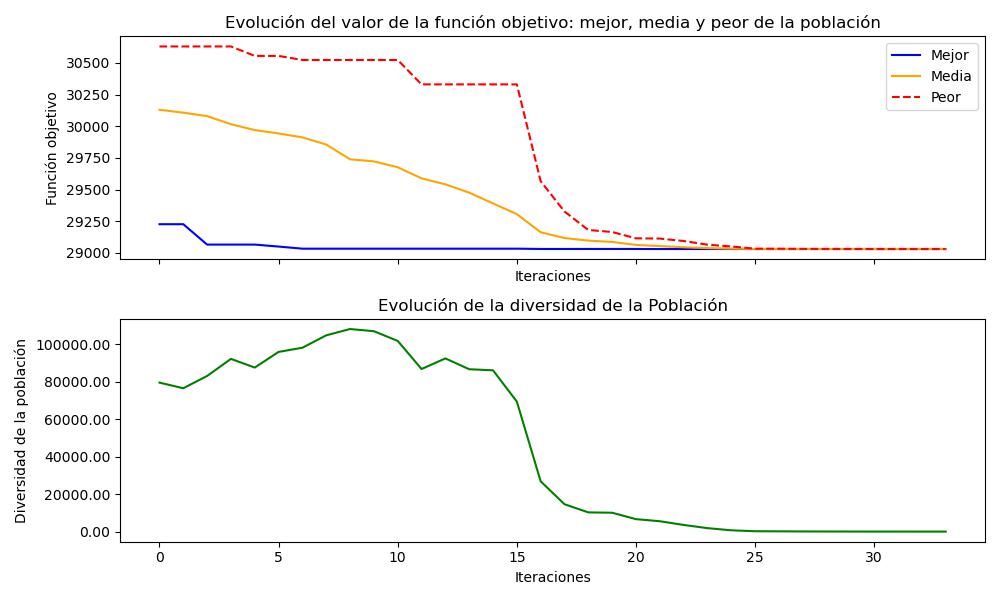 Evolución del valor de la función objetivo: mejor, media y peor de la población
Función objetivo
30500
30250
30000
29750
29500
29250
29000
Mejor
Media
Peor
Iteraciones
Evolución de la diversidad de la Población
Diversidad de la población
100000.00
80000.00
60000.00
40000.00
20000.00
0.00
0 5 10 15 20 25 30
Iteraciones